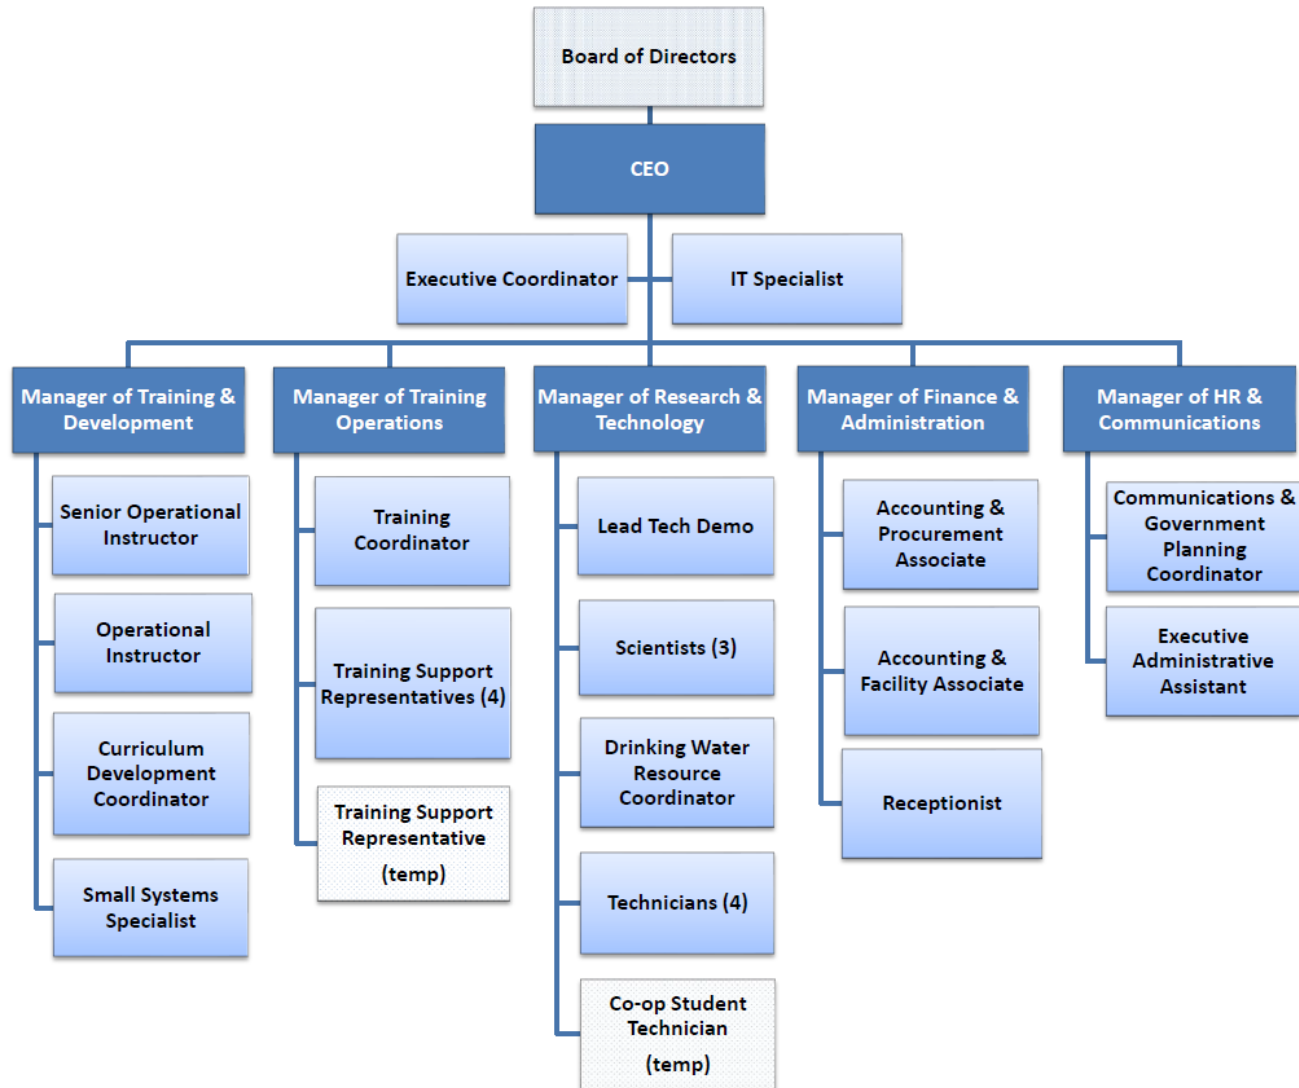 Board of Directors
CEO
Executive Coordinator
IT Specialist
Manager of Training &
Development
Manager of Training
Operations
Manager of Research &
Technology
Manager of Finance &
Administration
Manager of HR &
Communications
Senior Operational
Instructor
Operational
Instructor
Curriculum
Development
Coordinator
Small Systems
Specialist
Training
Coordinator
Training Support
Representatives (4)
Training Support
Representative
(temp)
Lead Tech Demo
Scientists (3)
Drinking Water
Resource
Coordinator
Technicians (4)
Co-op Student
Technician
(temp)
Accounting &
Procurement
Associate
Accounting &
Facility Associate
Receptionist
Communications &
Government
Planning
Coordinator
Executive
Administrative
Assistant